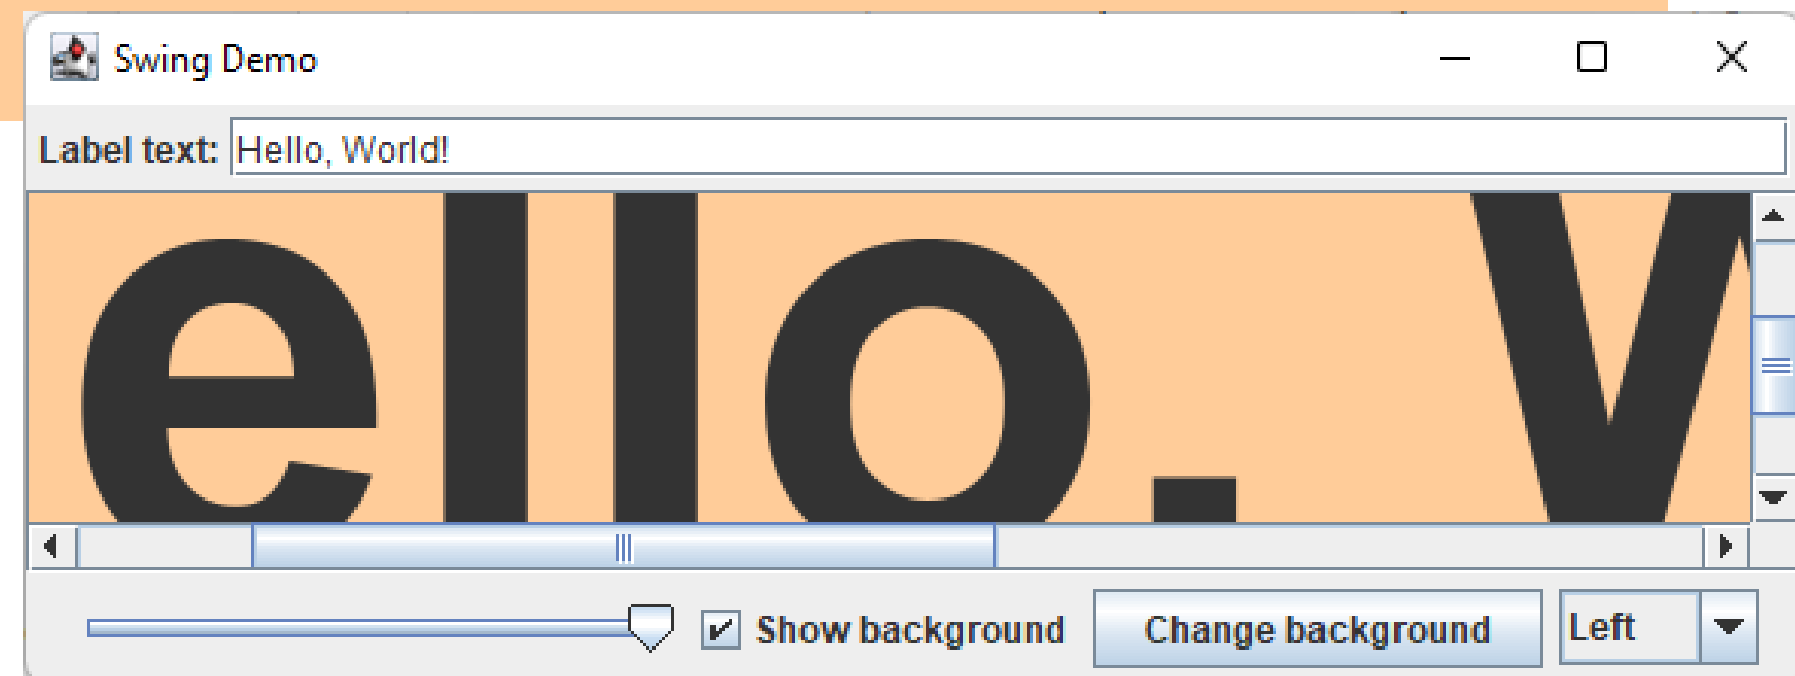 Swing Demo
Label text: Hello, World!
ello, W
Show background Change background Left